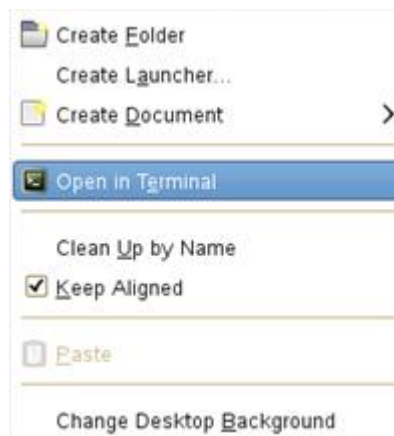 Create Folder
Create Launcher...
Create Document
Open in Terminal
Clean Up by Name
Keep Aligned
Paste
Change Desktop Background